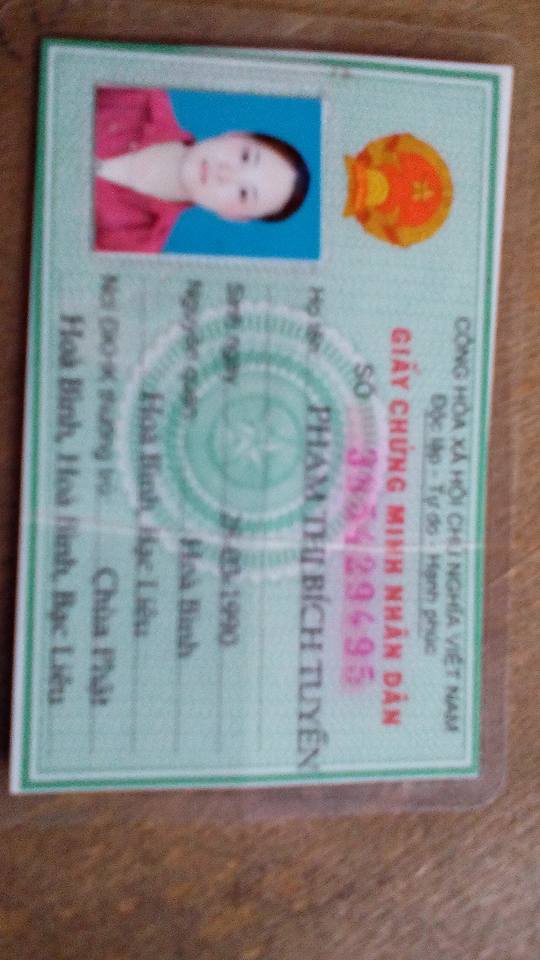 CỘNG HÒA XÃ HỘI CHỦ NGHĨA VIỆT NAM
Độc lập - Tự do - Hạnh phúc
GIẤY CHỨNG MINH NHÂN DÂN
SỐ
Họ tên: PHẠM THỊ BÍCH TUYỀN
Sinh ngày 03-1990
Nguyên quán Hoà Bình
Hoà Bình, Bạc Liêu
Nơi ĐKHK thường trú Chùa Phật
Hoà Bình, Hoà Bình, Bạc Liêu